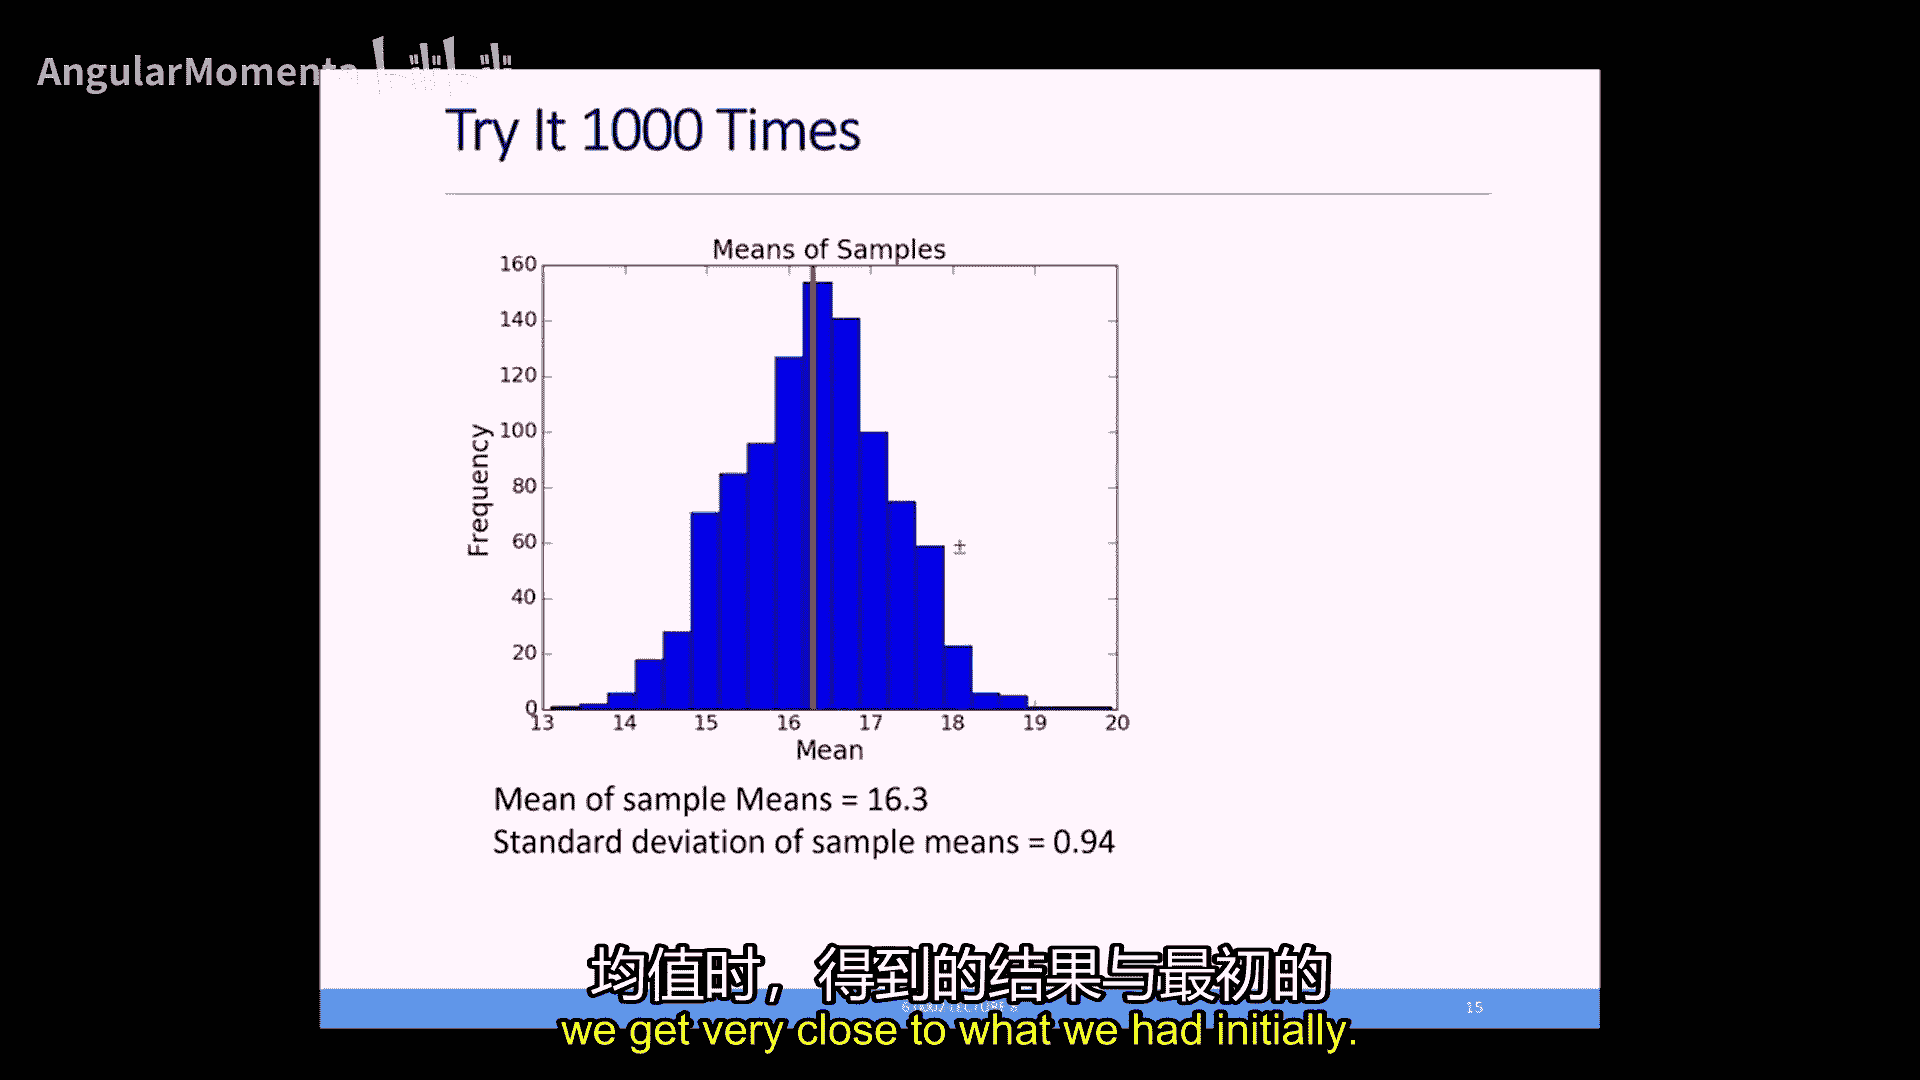 AngularMomenta bilibili
Try It 1000 Times
Means of Samples
160
140
120
100
80
60
40
20
0
Frequency
13 14 15 16 17 18 19 20
Mean
Mean of sample Means = 16.3
Standard deviation of sample means = 0.94
15
均值时，得到的结果与最初的
we get very close to what we had initially.